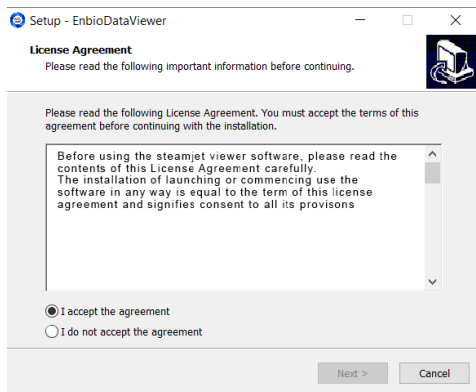 Setup - EnbioDataViewer
License Agreement
Please read the following important information before continuing.
Please read the following License Agreement. You must accept the terms of this
agreement before continuing with the installation.
Before using the steamjet viewer software, please read the
contents of this License Agreement carefully.
The installation of launching or commencing use the
software in any way is equal to the term of this license
agreement and signifies consent to all its provisons
I accept the agreement
I do not accept the agreement
Next >
Cancel